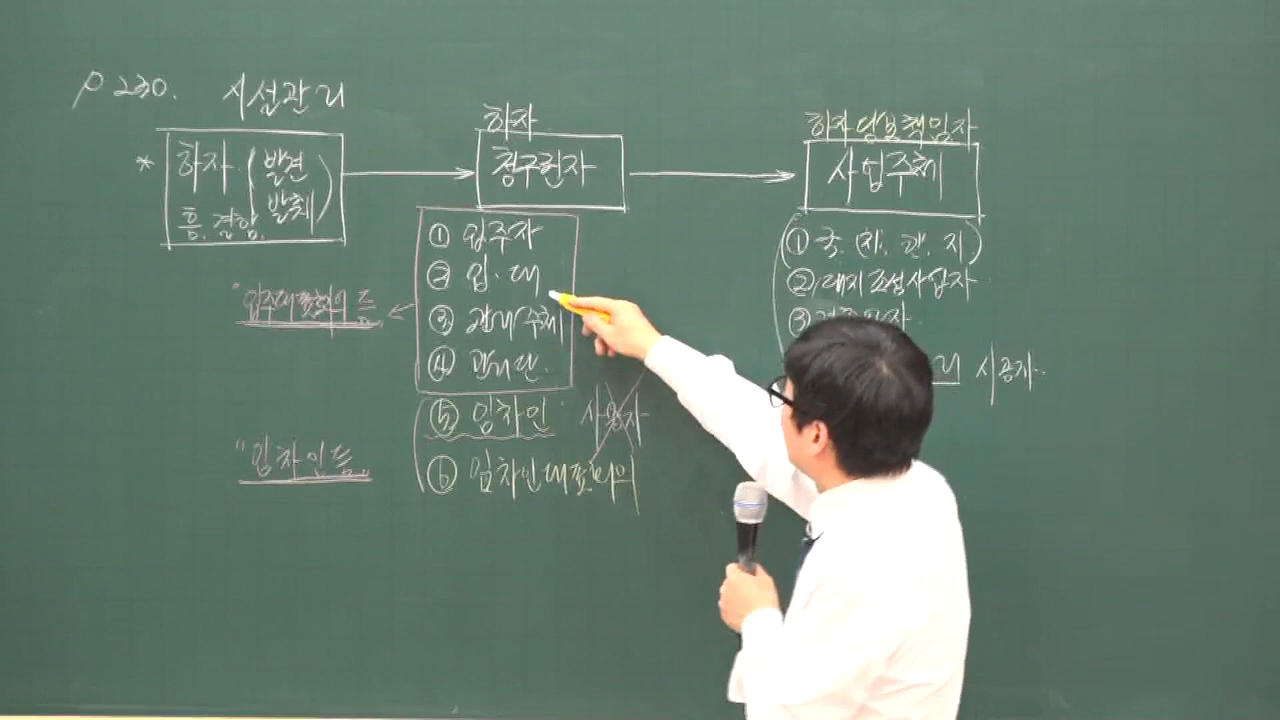 P 230. 시설관리
* 하자 (발견 발췌)
흠. 결함.
하자
청구권자
① 입주자
② 입·대
③ 관리주체
④ 관리단.
⑤ 임차인 사용자
⑥ 임차인대표회의
"입주대표회의 등
"임차인등
하자담보책임자
사업주체
① 국. (치. 관. 지)
② 대지조성사업자
③
시공자..